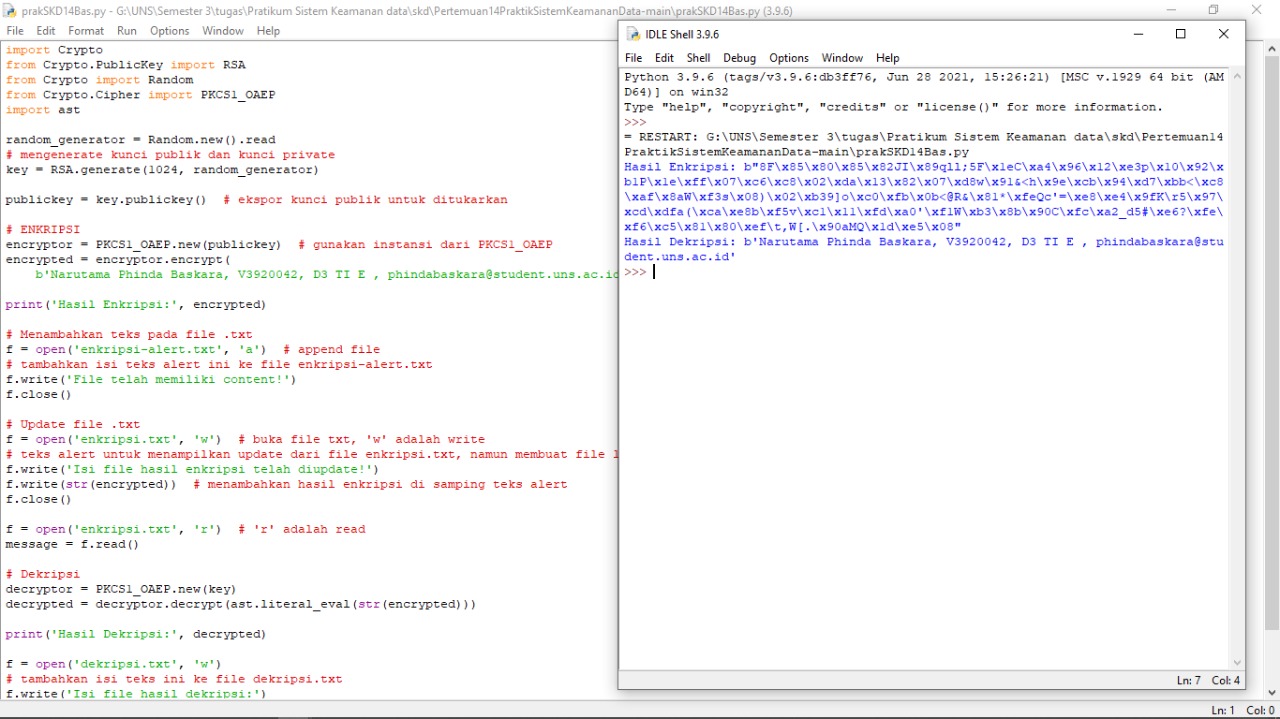 prakSKD14Bas.py - G:\UNS\Semester 3\tugas\Pratikum Sistem Keamanan data\skd\Pertemuan14PraktikSistemKeamananData-main\prakSKD14Bas.py (3.9.6)
File Edit Format Run Options Window Help
import Crypto
from Crypto.PublicKey import RSA
from Crypto import Random
from Crypto.Cipher import PKCS1_OAEP
import ast
random_generator = Random.new().read
# mengenerate kunci publik dan kunci private
key = RSA.generate(1024, random_generator)
publickey = key.publickey()  # ekspor kunci publik untuk ditukarkan
# ENKRIPSI
encryptor = PKCS1_OAEP.new(publickey)  # gunakan instansi dari PKCS1_OAEP
encrypted = encryptor.encrypt(
    b'Narutama Phinda Baskara, V3920042, D3 TI E , phindabaskara@student.uns.ac.id
print('Hasil Enkripsi:', encrypted)
# Menambahkan teks pada file .txt
f = open('enkripsi-alert.txt', 'a')  # append file
# tambahkan isi teks alert ini ke file enkripsi-alert.txt
f.write('File telah memiliki content!')
f.close()
# Update file .txt
f = open('enkripsi.txt', 'w')  # buka file txt, 'w' adalah write
# teks alert untuk menampilkan update dari file enkripsi.txt, namun membuat file
f.write('Isi file hasil enkripsi telah diupdate!')
f.write(str(encrypted))  # menambahkan hasil enkripsi di samping teks alert
f.close()
f = open('enkripsi.txt', 'r')  # 'r' adalah read
message = f.read()
# Dekripsi
decryptor = PKCS1_OAEP.new(key)
decrypted = decryptor.decrypt(ast.literal_eval(str(encrypted)))
print('Hasil Dekripsi:', decrypted)
f = open('dekripsi.txt', 'w')
# tambahkan isi teks ini ke file dekripsi.txt
f.write('Isi file hasil dekripsi:')
Ln: 1 Col: 0
IDLE Shell 3.9.6
File Edit Shell Debug Options Window Help
Python 3.9.6 (tags/v3.9.6:db3ff76, Jun 28 2021, 15:26:21) [MSC v.1929 64 bit (AM
D64)] on win32
Type "help", "copyright", "credits" or "license()" for more information.
>>>
= RESTART: G:\UNS\Semester 3\tugas\Pratikum Sistem Keamanan data\skd\Pertemuan14
PraktikSistemKeamananData-main\prakSKD14Bas.py
Hasil Enkripsi: b"8F\x85\x80\x85\x82JI\x89qll;5F\x1eC\xa4\x96\x12\xe3p\x10\x92\x
b1P\x1e\xff\x07\xc6\xc8\x02\xda\x13\x82\x07\xd8w\x91&<h\x9e\xcb\x94\xd7\xbb<\xc8
\xaf\x8aW\xf3s\x08)\x02\xb39]o\xc0\xfb\x0b<@R&\x81*\xfeQc'=\xe8\xe4\x9fK\r5\x97\
xcd\xdfa(\xca\xe8b\xf5v\xc1\x11\xfd\xa0'\xf1W\xb3\x8b\x90C\xfc\xa2_d5#\xe6?\xfe\
xf6\xc5\x81\x80\xef\t,W[.\x90aMQ\x1d\xe5\x08"
Hasil Dekripsi: b'Narutama Phinda Baskara, V3920042, D3 TI E , phindabaskara@stu
dent.uns.ac.id'
>>>
Ln: 7 Col: 4